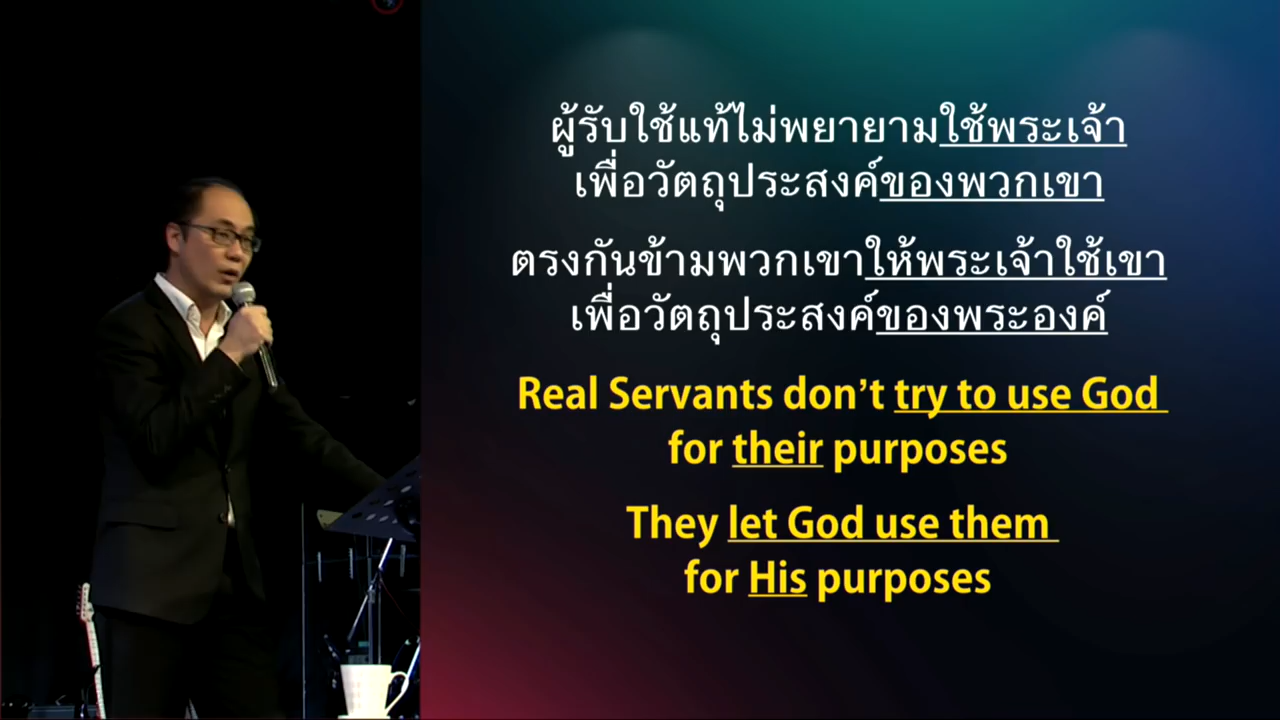 ผู้รับใช้แท้ไม่พยายามใช้พระเจ้า
เพื่อวัตถุประสงค์ของพวกเขา
ตรงกันข้ามพวกเขาให้พระเจ้าใช้เขา
เพื่อวัตถุประสงค์ของพระองค์
Real Servants don’t try to use God
for their purposes
They let God use them
for His purposes